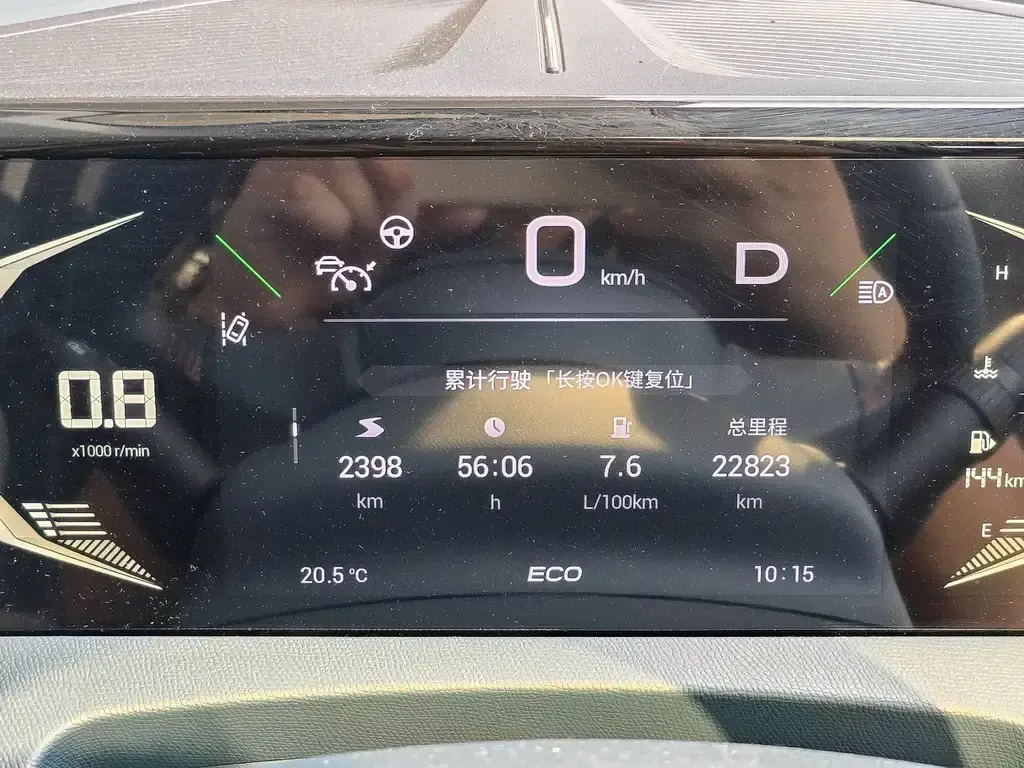 0 km/h D
A
H
累计行驶「长按OK键复位」
0.8
x1000 r/min
总里程
2398 56:06 7.6 22823
km h L/100km km
144km
E
20.5 ℃ ECO 10:15